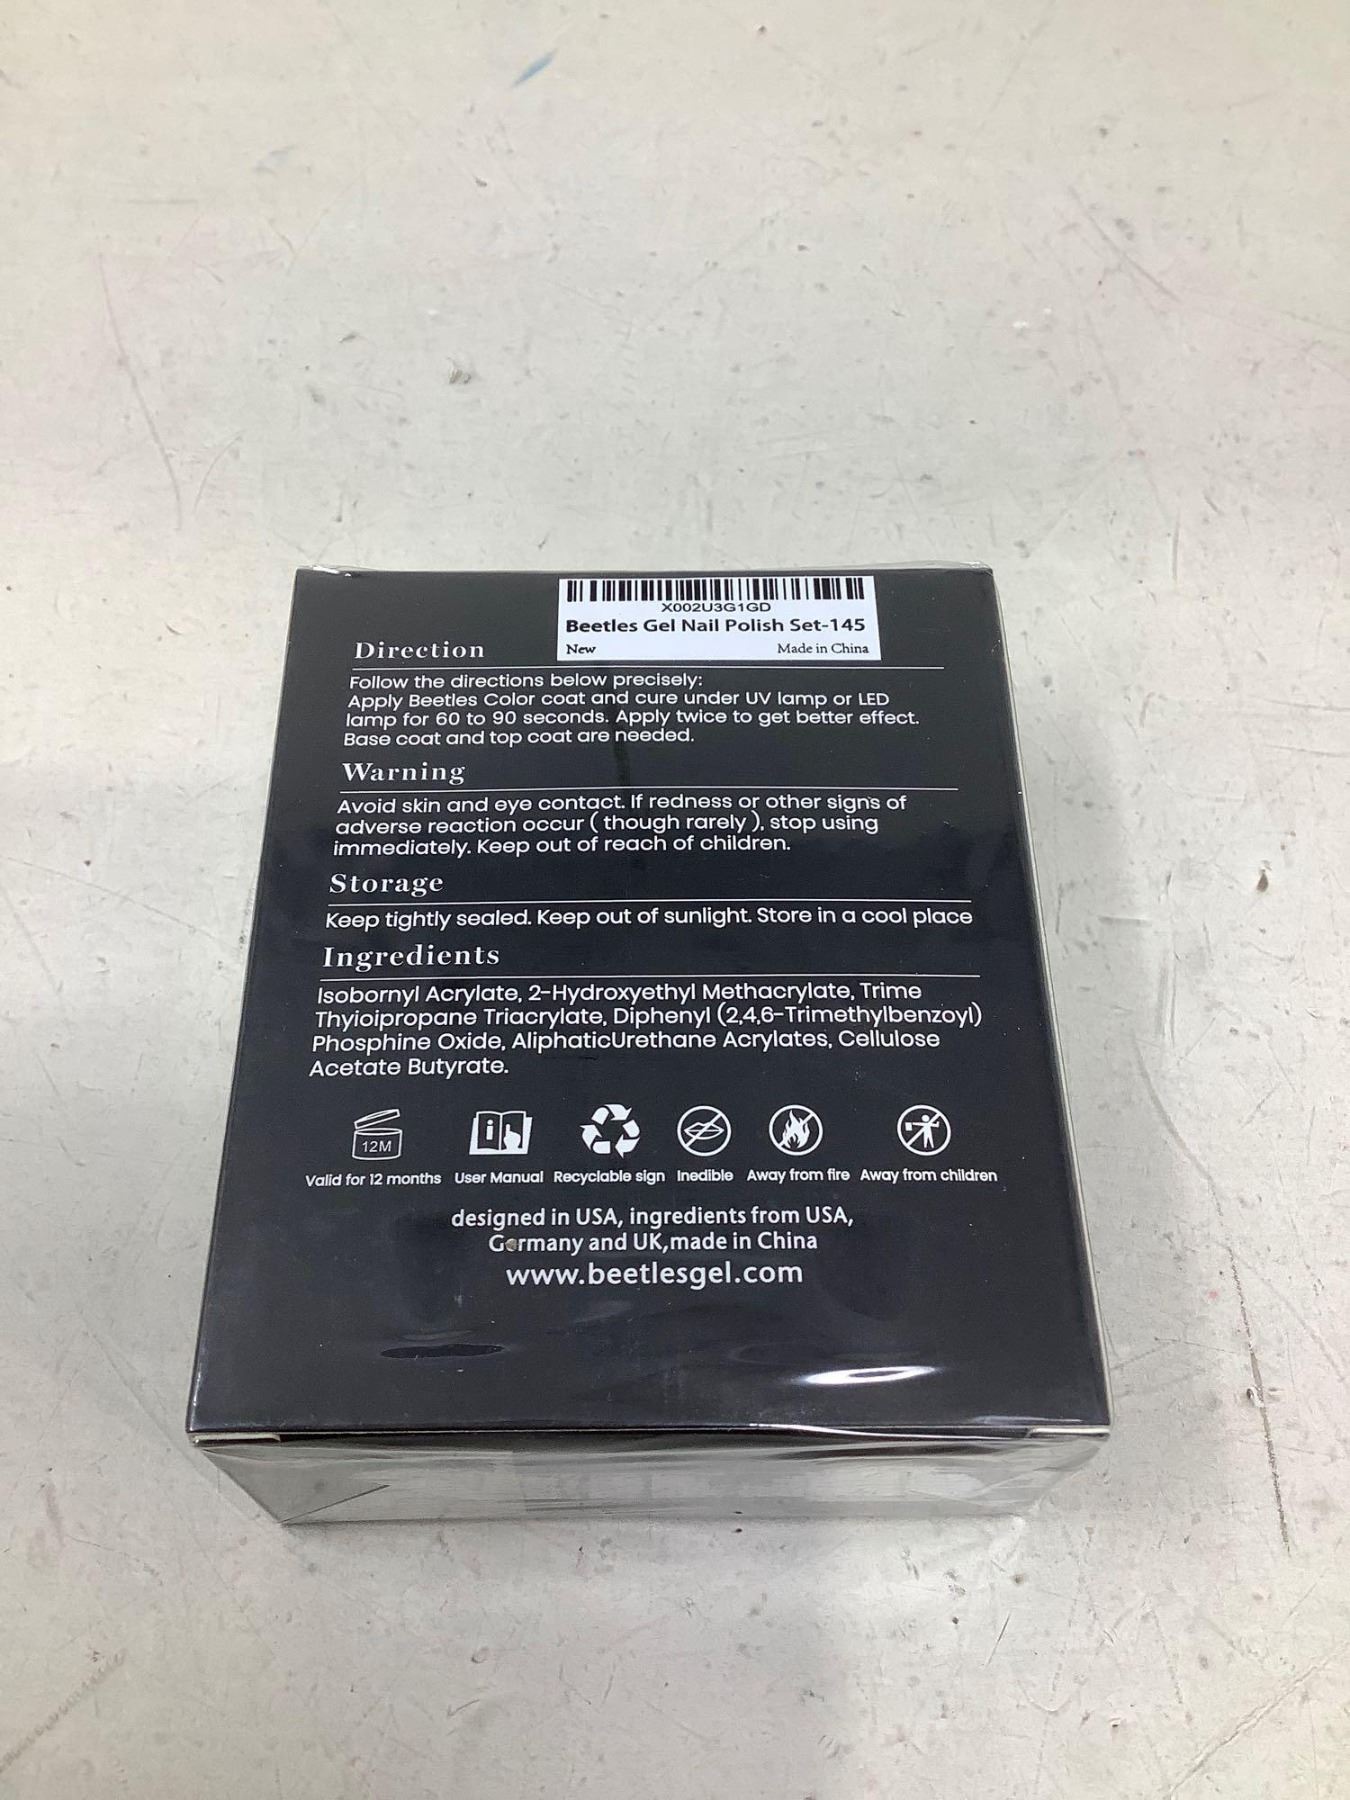 X002U3G1GD
Beetles Gel Nail Polish Set-145
New Made in China
Direction
Follow the directions below precisely:
Apply Beetles Color coat and cure under UV lamp or LED
lamp for 60 to 90 seconds. Apply twice to get better effect.
Base coat and top coat are needed.
Warning
Avoid skin and eye contact. If redness or other signs of
adverse reaction occur ( though rarely ), stop using
immediately. Keep out of reach of children.
Storage
Keep tightly sealed. Keep out of sunlight. Store in a cool place
Ingredients
Isobornyl Acrylate, 2-Hydroxyethyl Methacrylate, Trime
Thyioipropane Triacrylate, Diphenyl (2,4,6-Trimethylbenzoyl)
Phosphine Oxide, AliphaticUrethane Acrylates, Cellulose
Acetate Butyrate.
12M
Valid for 12 months User Manual Recyclable sign Inedible Away from fire Away from children
designed in USA, ingredients from USA,
Germany and UK,made in China
www.beetlesgel.com